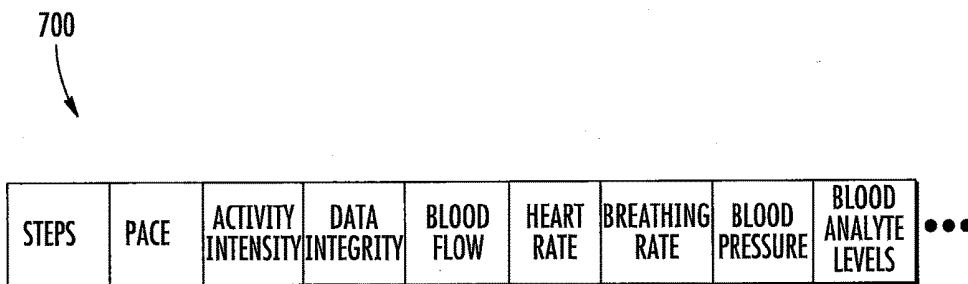 700
STEPS
PACE
ACTIVITY
INTENSITY
DATA
INTEGRITY
BLOOD
FLOW
HEART
RATE
BREATHING
RATE
BLOOD
PRESSURE
BLOOD
ANALYTE
LEVELS
•••